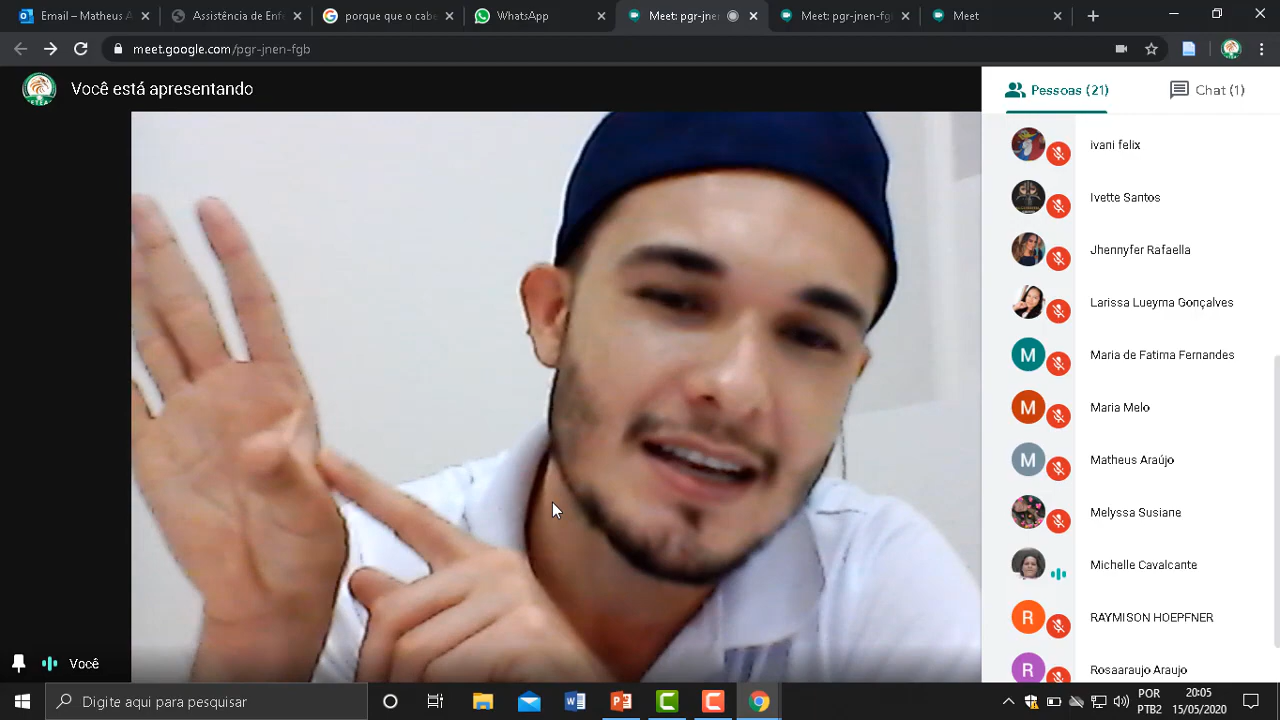 Email – Matheus A
Assistência de Enf
porque que o cabe
WhatsApp
Meet: pgr-jne
Meet: pgr-jnen-fg
Meet
meet.google.com/pgr-jnen-fgb
Você está apresentando
Pessoas (21)
Chat (1)
ivani felix
Ivette Santos
Jhennyfer Rafaella
Larissa Lueyma Gonçalves
M
Maria de Fatima Fernandes
M
Maria Melo
M
Matheus Araújo
Melyssa Susiane
Michelle Cavalcante
R
RAYMISON HOEPFNER
R
Rosaaraujo Araujo
Você
Digite aqui para pesquisar
POR
PTB2
20:05
15/05/2020